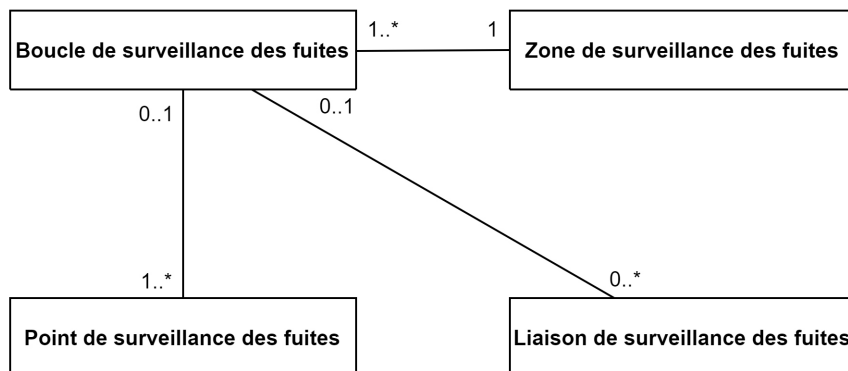 1..* 1
Boucle de surveillance des fuites Zone de surveillance des fuites
0..1 0..1
1..* 0..*
Point de surveillance des fuites Liaison de surveillance des fuites